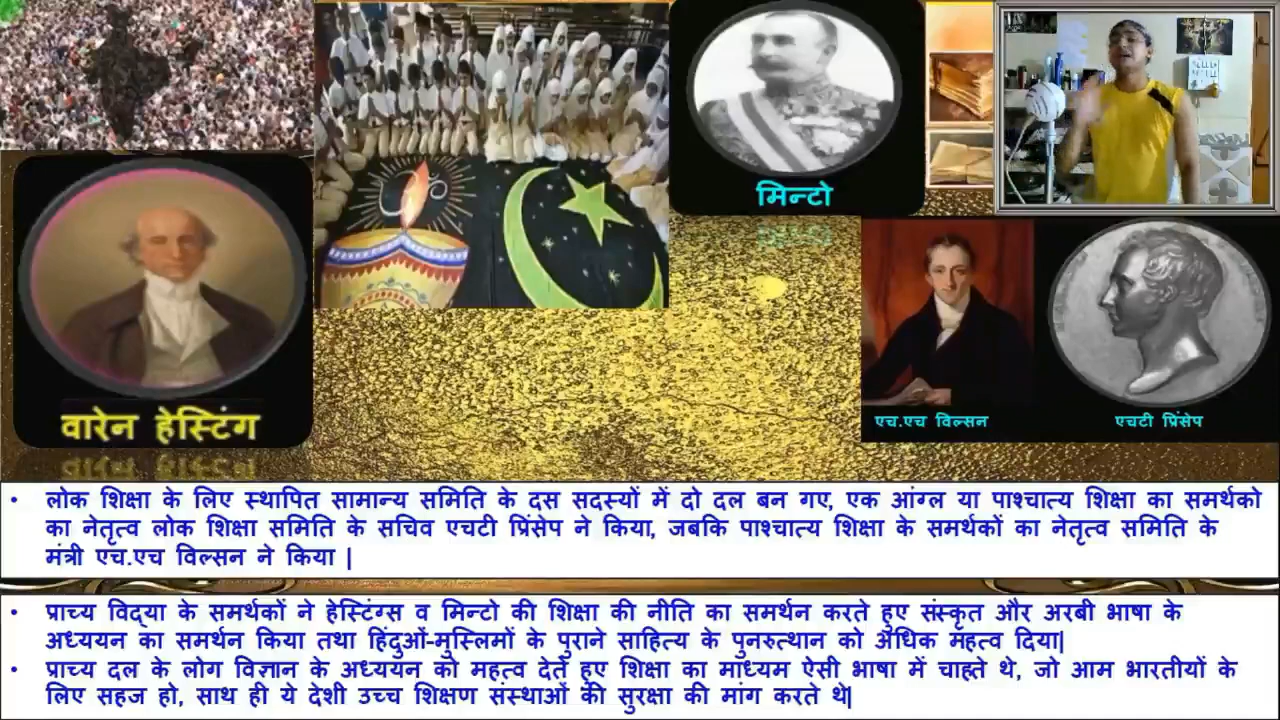 मिन्टो
वारेन हेस्टिंग
एच.एच विल्सन
एचटी प्रिंसेप
• लोक शिक्षा के लिए स्थापित सामान्य समिति के दस सदस्यों में दो दल बन गए, एक आंग्ल या पाश्चात्य शिक्षा का समर्थको
का नेतृत्व लोक शिक्षा समिति के सचिव एचटी प्रिंसेप ने किया, जबकि पाश्चात्य शिक्षा के समर्थकों का नेतृत्व समिति के
मंत्री एच.एच विल्सन ने किया |
• प्राच्य विद्या के समर्थकों ने हेस्टिंग्स व मिन्टो की शिक्षा की नीति का समर्थन करते हुए संस्कृत और अरबी भाषा के
अध्ययन का समर्थन किया तथा हिंदुओं-मुस्लिमों के पुराने साहित्य के पुनरुत्थान को अधिक महत्व दिया|
• प्राच्य दल के लोग विज्ञान के अध्ययन को महत्व देते हुए शिक्षा का माध्यम ऐसी भाषा में चाहते थे, जो आम भारतीयों के
लिए सहज हो, साथ ही ये देशी उच्च शिक्षण संस्थाओं की सुरक्षा की मांग करते थे|